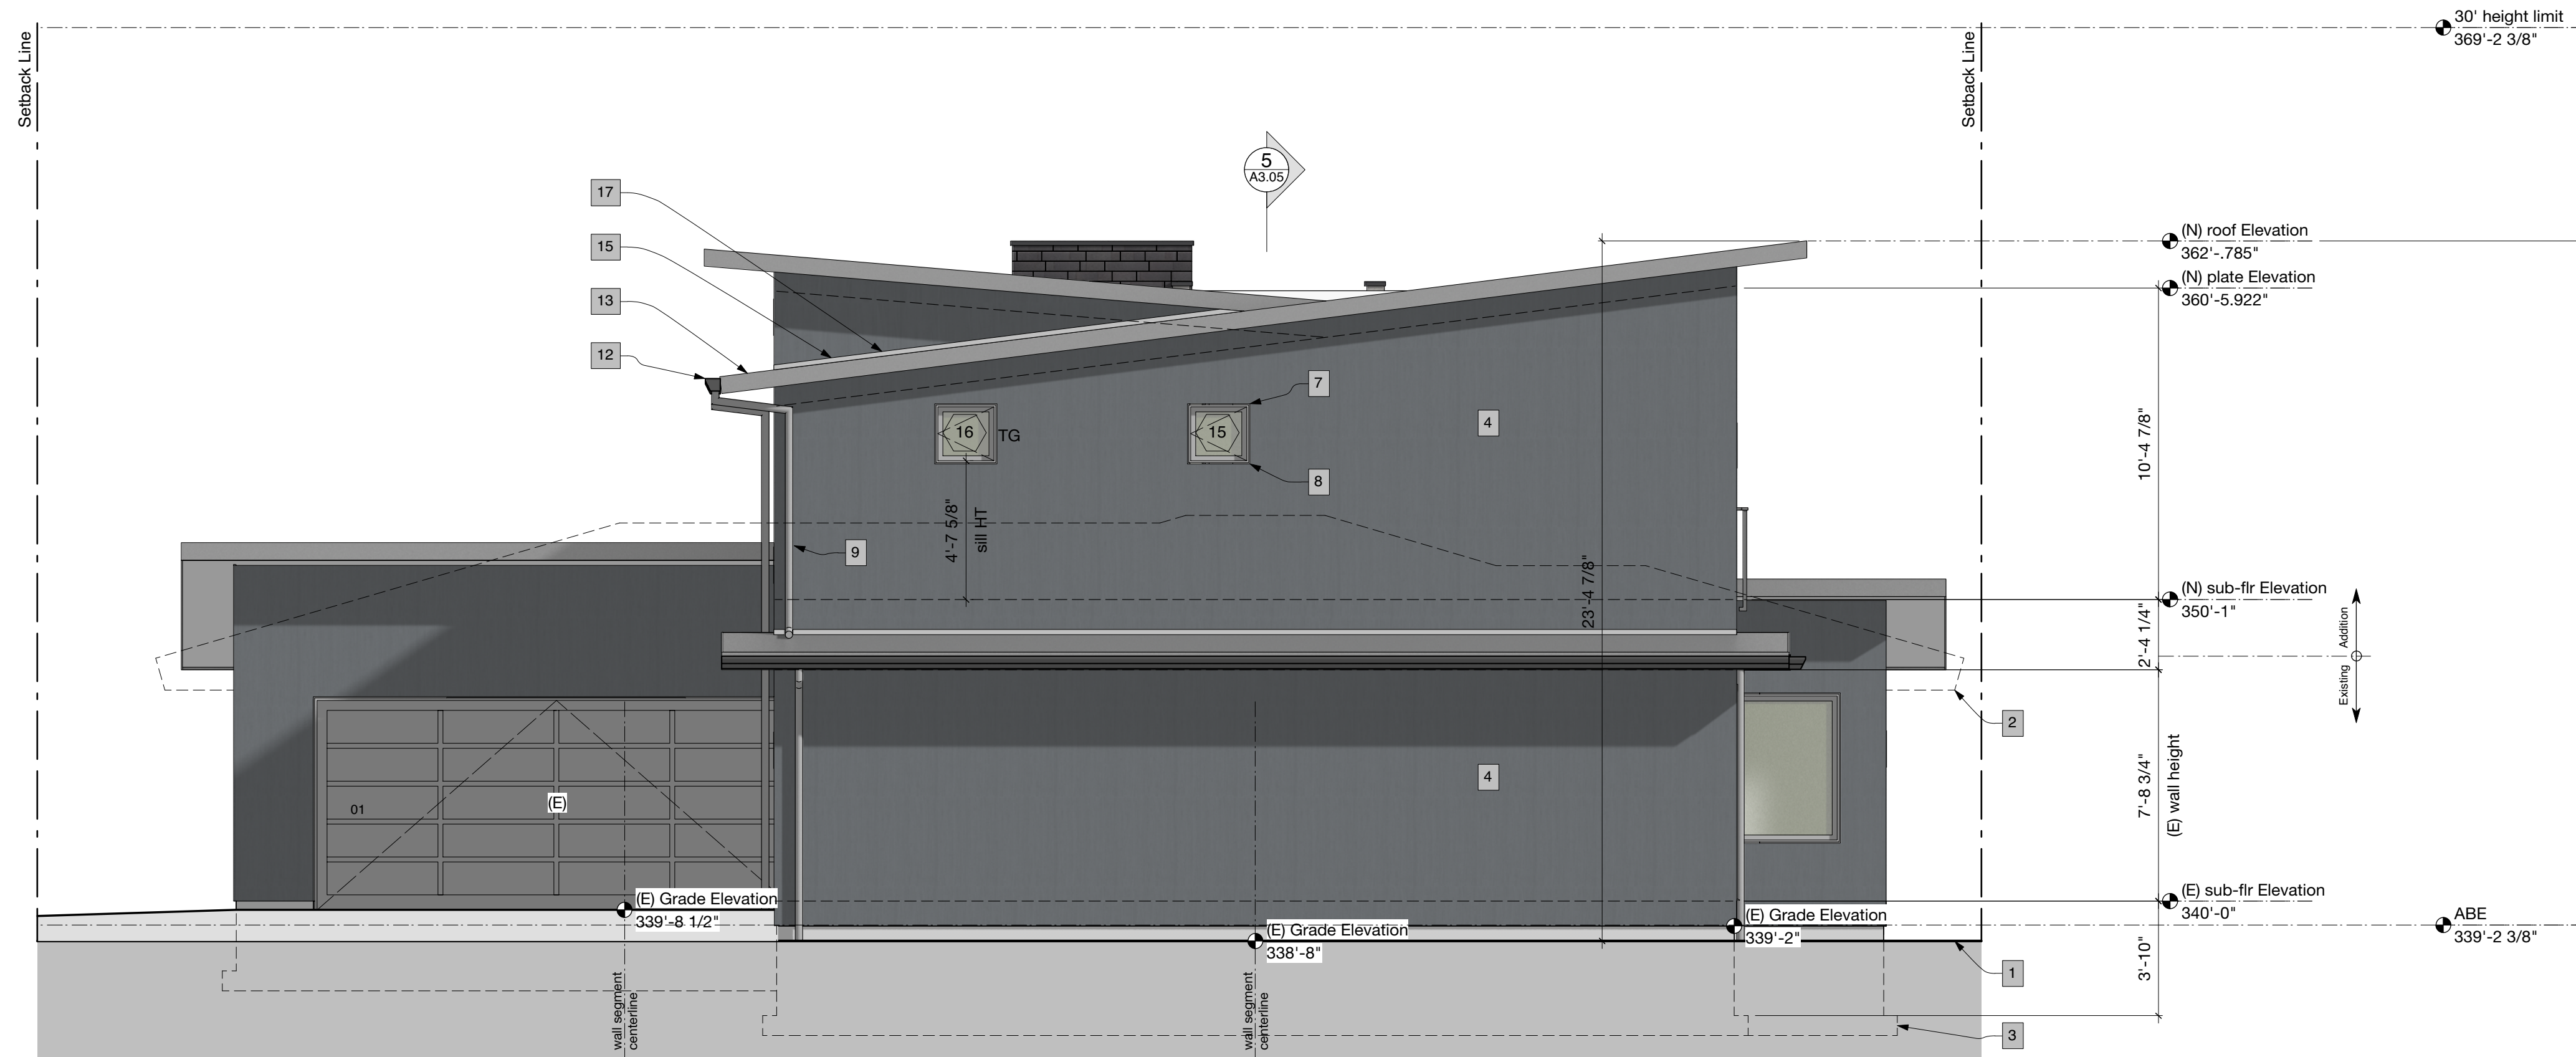 30' height limit
369'-2 3/8"
Setback Line
Setback Line
5
A3.05
17
15
13
12
(N) roof Elevation
362'-.785"
(N) plate Elevation
360'-5.922"
7
16
TG
15
4
8
10'-4 7/8"
4'-7 5/8"
sill HT
9
23'-4 7/8"
(N) sub-flr Elevation
350'-1"
2'-4 1/4"
Addition
Existing
2
4
7'-8 3/4"
(E) wall height
01
(E)
(E) Grade Elevation
339'-8 1/2"
(E) Grade Elevation
338'-8"
(E) Grade Elevation
339'-2"
(E) sub-flr Elevation
340'-0"
ABE
339'-2 3/8"
3'-10"
1
wall segment
centerline
wall segment
centerline
3